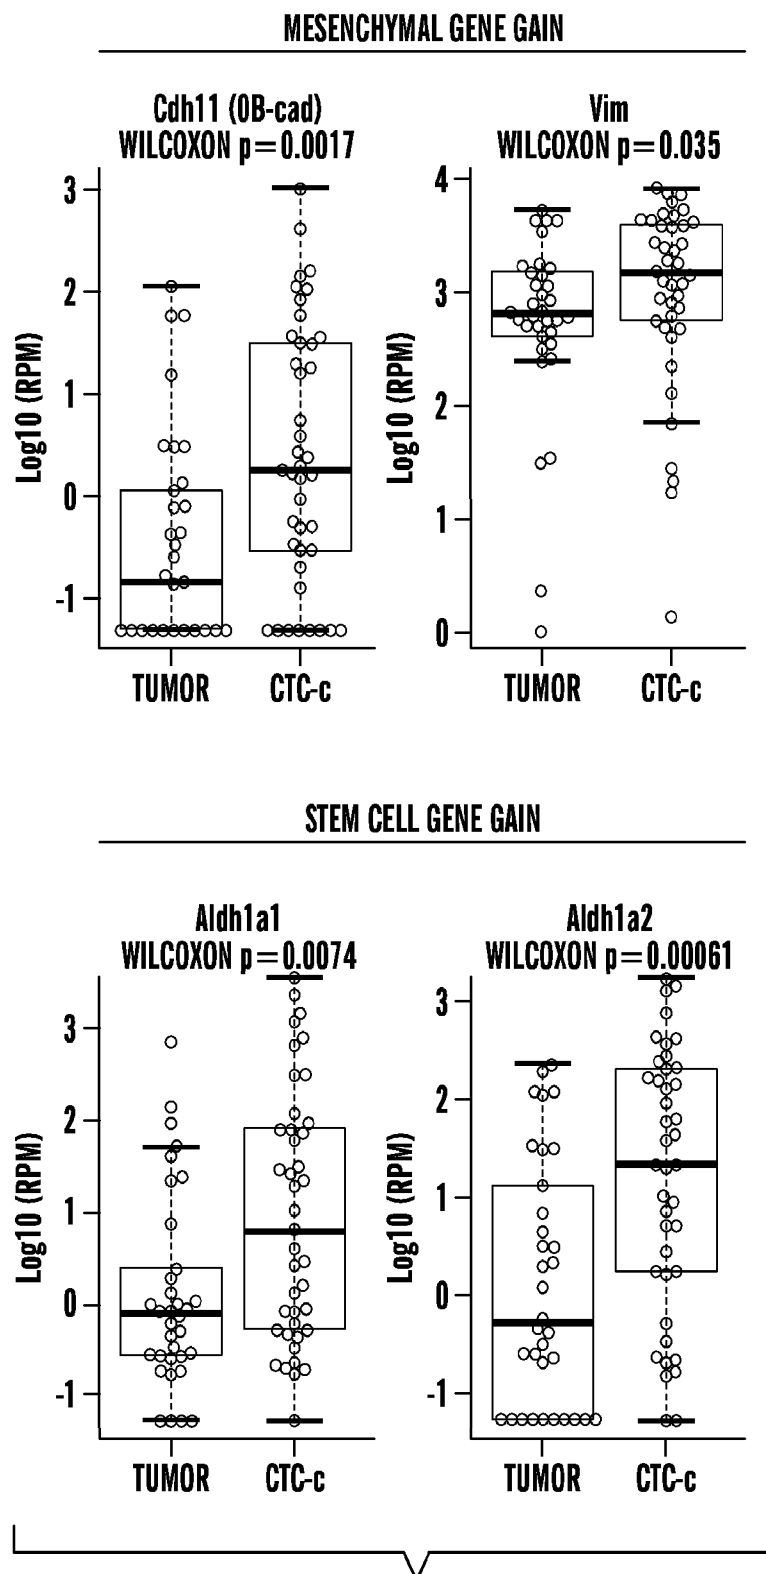 MESENCHYMAL GENE GAIN
Cdh11 (0B-cad)
WILCOXON p=0.0017
Log10 (RPM)
3
2
1
0
-1
TUMOR
CTC-c
Vim
WILCOXON p=0.035
Log10 (RPM)
4
3
2
1
0
TUMOR
CTC-c
STEM CELL GENE GAIN
Aldh1a1
WILCOXON p=0.0074
Log10 (RPM)
3
2
1
0
-1
TUMOR
CTC-c
Aldh1a2
WILCOXON p=0.00061
Log10 (RPM)
3
2
1
0
-1
TUMOR
CTC-c